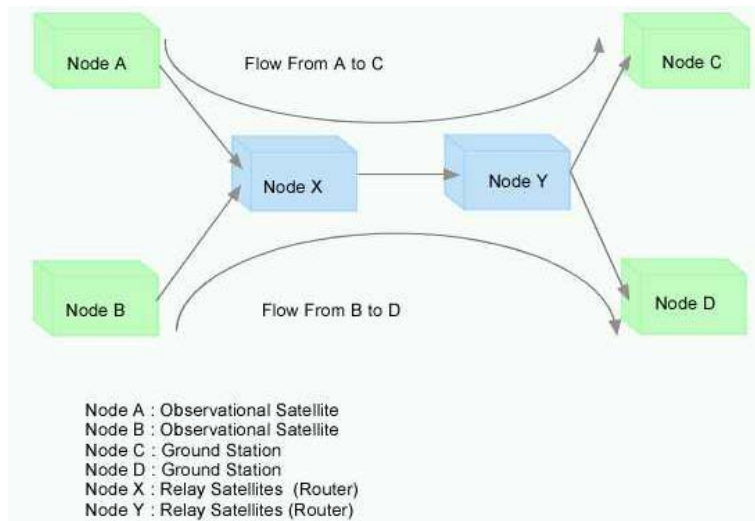 Node A
Flow From A to C
Node C
Node X
Node Y
Node B
Flow From B to D
Node D
Node A : Observational Satellite
Node B : Observational Satellite
Node C : Ground Station
Node D : Ground Station
Node X : Relay Satellites (Router)
Node Y : Relay Satellites (Router)